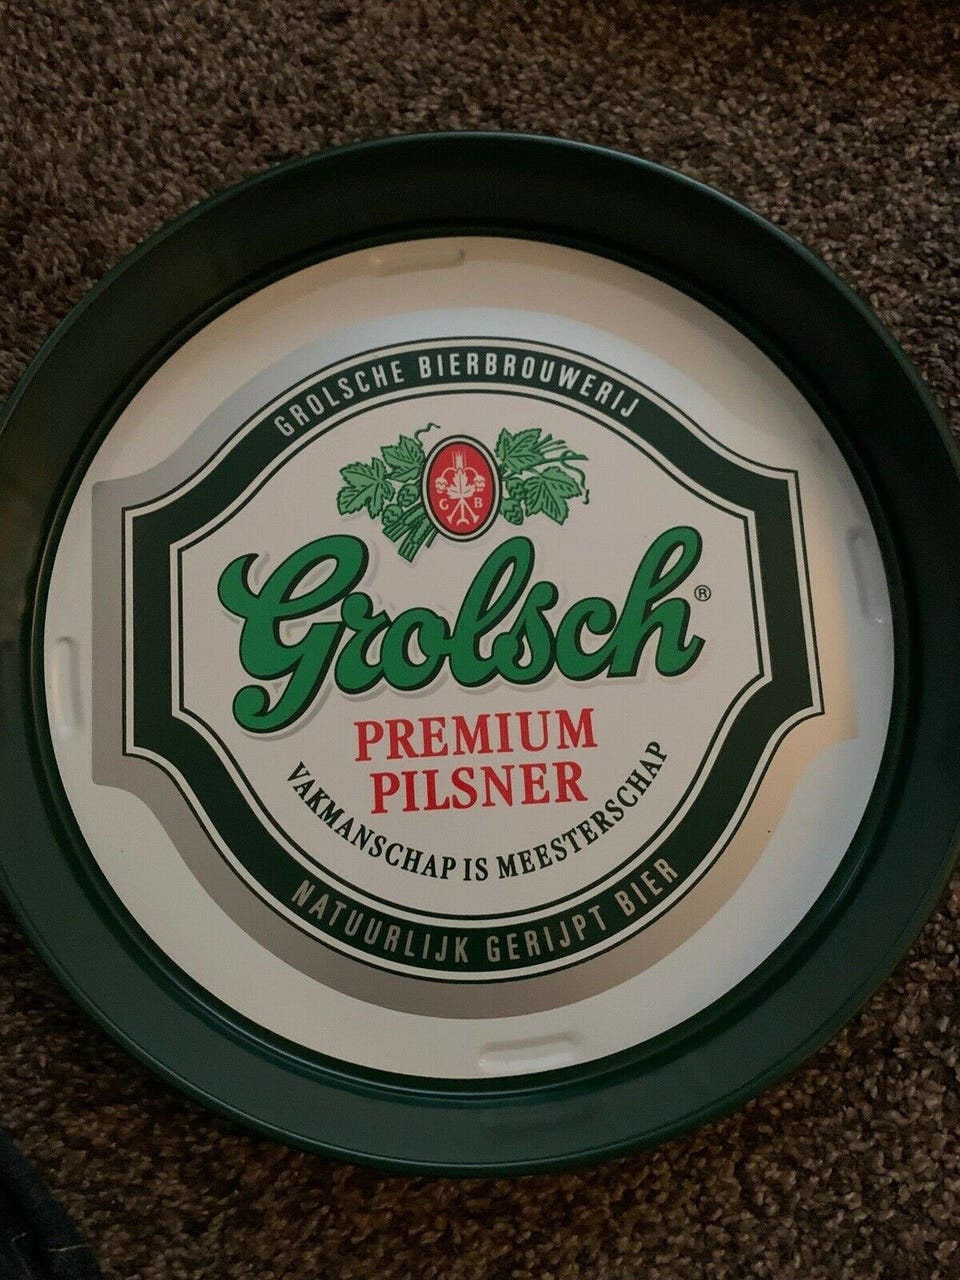 GROLSCHE BIERBROUWERIJ
G B
Grolsch®
PREMIUM
PILSNER
VAKMANSCHAP IS MEESTERSCHAP
NATUURLIJK GERIJPT BIER